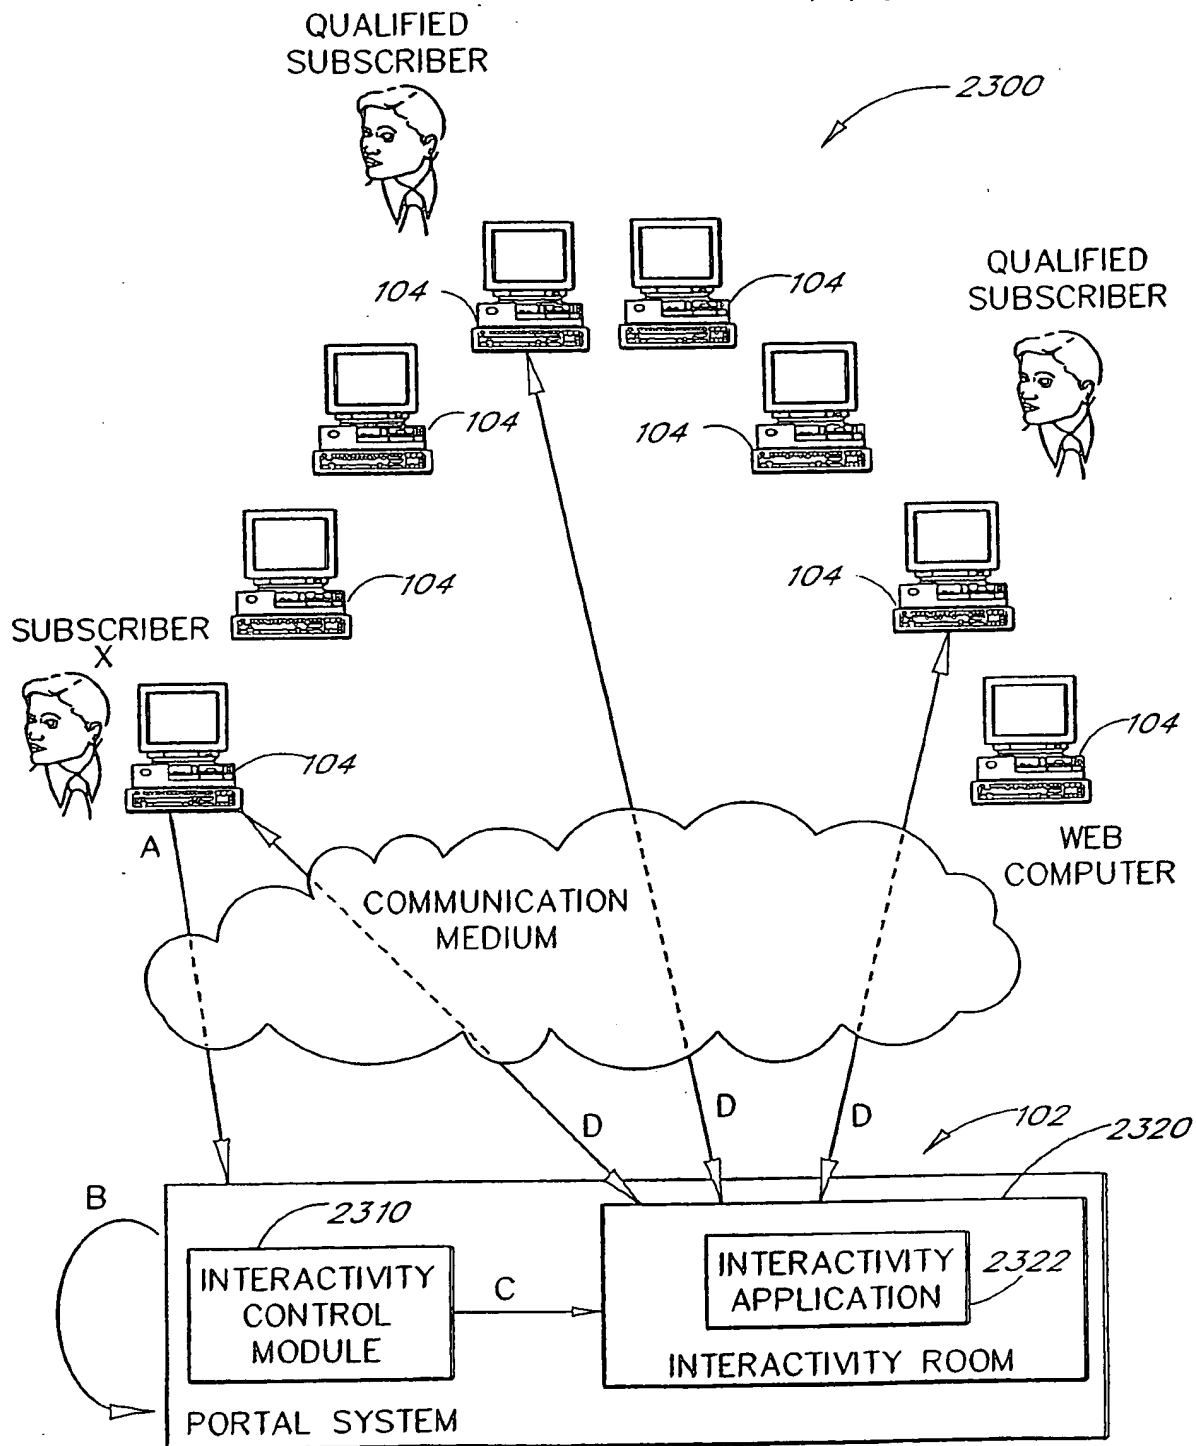 QUALIFIED
SUBSCRIBER
2300
QUALIFIED
SUBSCRIBER
104
104
104
104
104
104
SUBSCRIBER
X
104
104
A
WEB
COMPUTER
COMMUNICATION
MEDIUM
D
D
D
102
2320
B
2310
INTERACTIVITY
CONTROL
MODULE
C
INTERACTIVITY
APPLICATION
2322
INTERACTIVITY ROOM
PORTAL SYSTEM